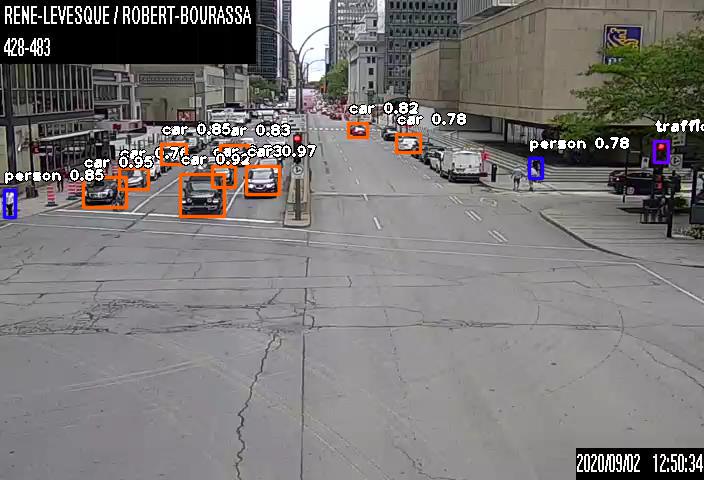 RENE-LEVESQUE / ROBERT-BOURASSA
428-483
car 0.82
car 0.78
car 0.85
car 0.83
person 0.78
traffic
car 0.97
car 0.95
car 0.92
person 0.85
2020/09/02 12:50:34